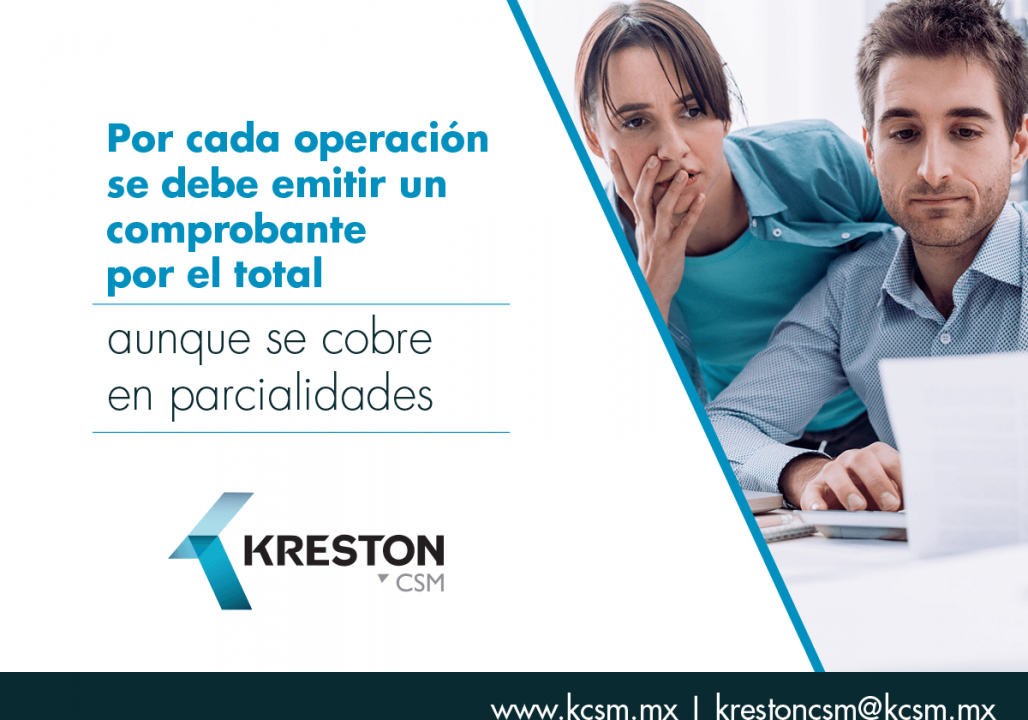 Por cada operación
se debe emitir un
comprobante
por el total
aunque se cobre
en parcialidades
KRESTON
CSM
www.kcsm.mx | krestoncsm@kcsm.mx